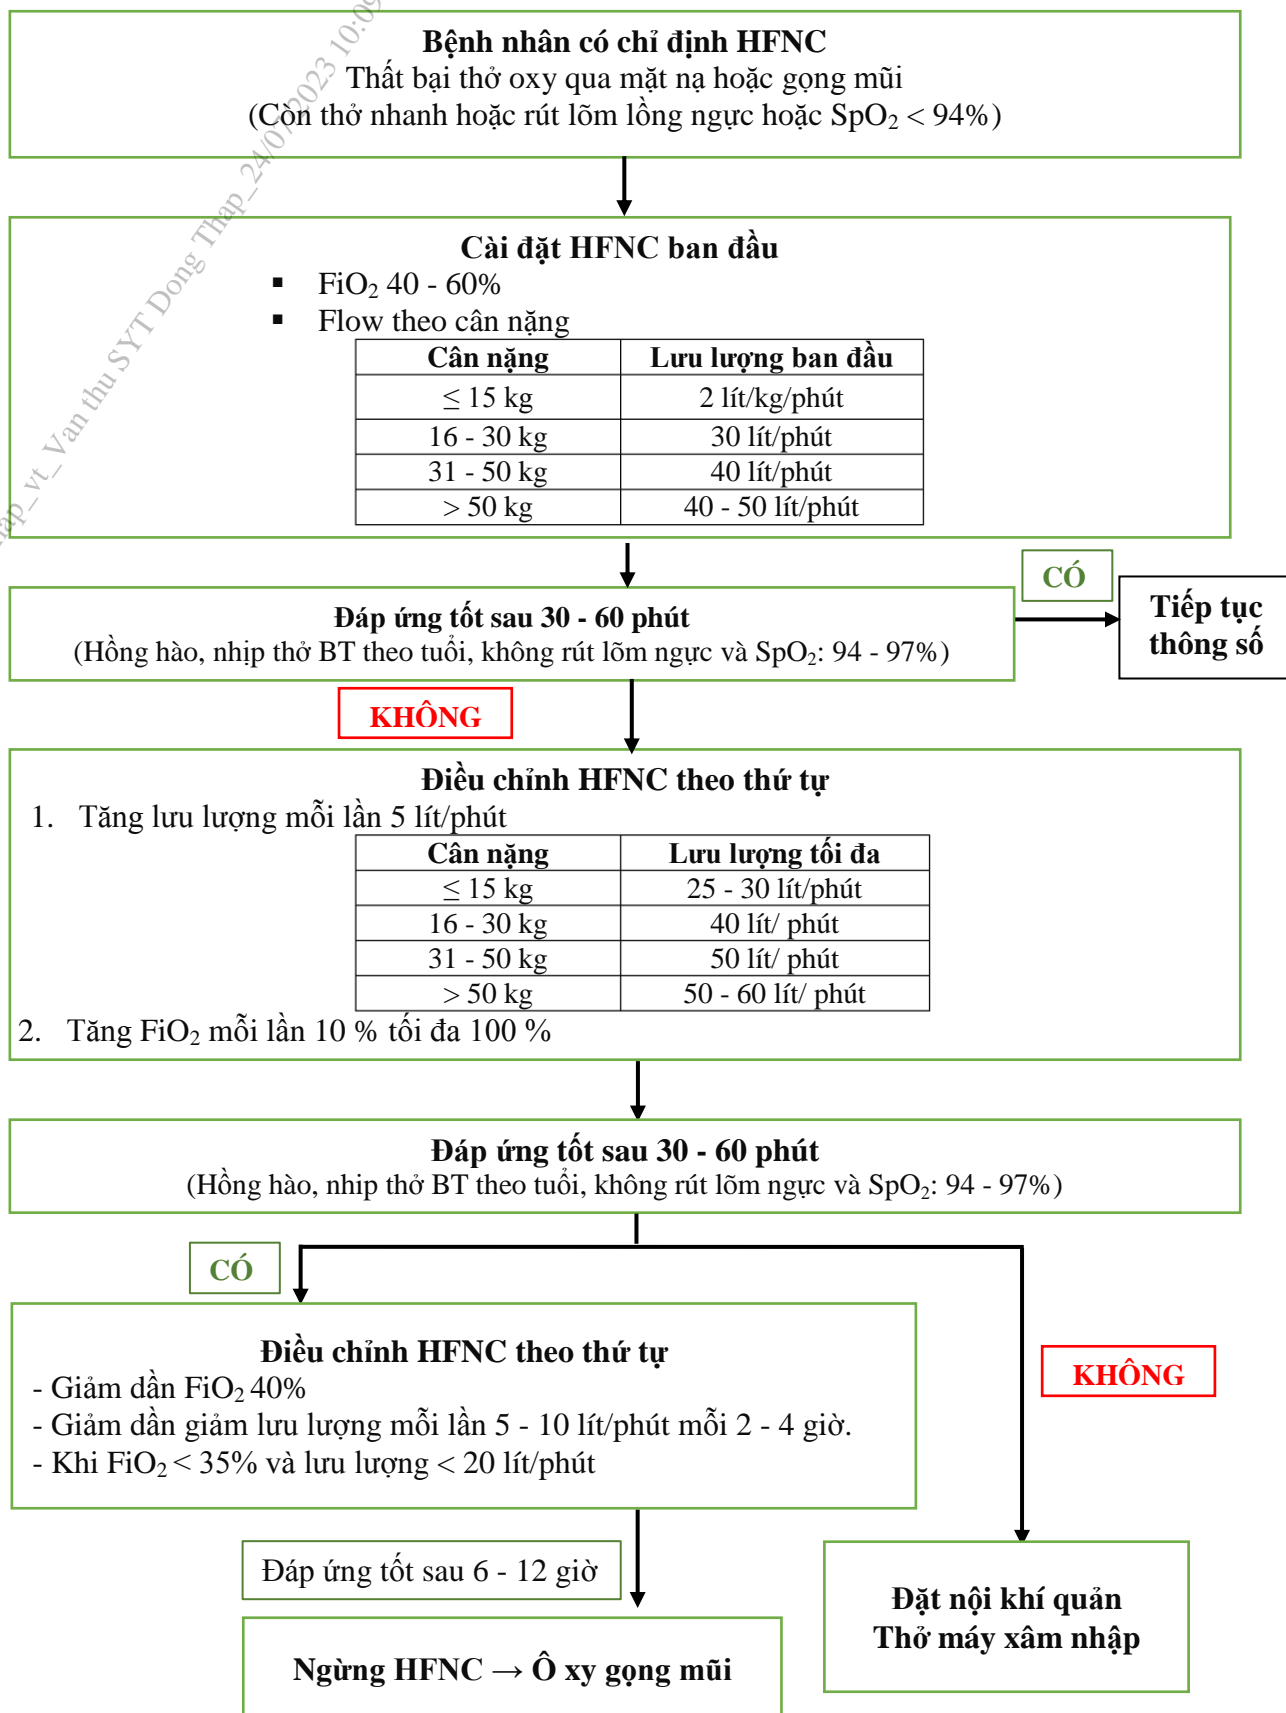 Bệnh nhân có chỉ định HFNC
Thất bại thở oxy qua mặt nạ hoặc gọng mũi
(Còn thở nhanh hoặc rút lõm lồng ngực hoặc SpO₂ < 94%)
Cài đặt HFNC ban đầu
▪ FiO₂ 40 - 60%
▪ Flow theo cân nặng
Cân nặng Lưu lượng ban đầu
≤ 15 kg 2 lít/kg/phút
16 - 30 kg 30 lít/phút
31 - 50 kg 40 lít/phút
> 50 kg 40 - 50 lít/phút
Đáp ứng tốt sau 30 - 60 phút
(Hồng hào, nhịp thở BT theo tuổi, không rút lõm ngực và SpO₂: 94 - 97%)
CÓ
Tiếp tục
thông số
KHÔNG
Điều chỉnh HFNC theo thứ tự
1. Tăng lưu lượng mỗi lần 5 lít/phút
Cân nặng Lưu lượng tối đa
≤ 15 kg 25 - 30 lít/phút
16 - 30 kg 40 lít/ phút
31 - 50 kg 50 lít/ phút
> 50 kg 50 - 60 lít/ phút
2. Tăng FiO₂ mỗi lần 10 % tối đa 100 %
Đáp ứng tốt sau 30 - 60 phút
(Hồng hào, nhip thở BT theo tuổi, không rút lõm ngực và SpO₂: 94 - 97%)
CÓ
Điều chỉnh HFNC theo thứ tự
- Giảm dần FiO₂ 40%
- Giảm dần giảm lưu lượng mỗi lần 5 - 10 lít/phút mỗi 2 - 4 giờ.
- Khi FiO₂ < 35% và lưu lượng < 20 lít/phút
KHÔNG
Đáp ứng tốt sau 6 - 12 giờ
Đặt nội khí quản
Thở máy xâm nhập
Ngừng HFNC → Ô xy gọng mũi
vt_Van thu SYT Dong Thap_24/07/2023 10:09